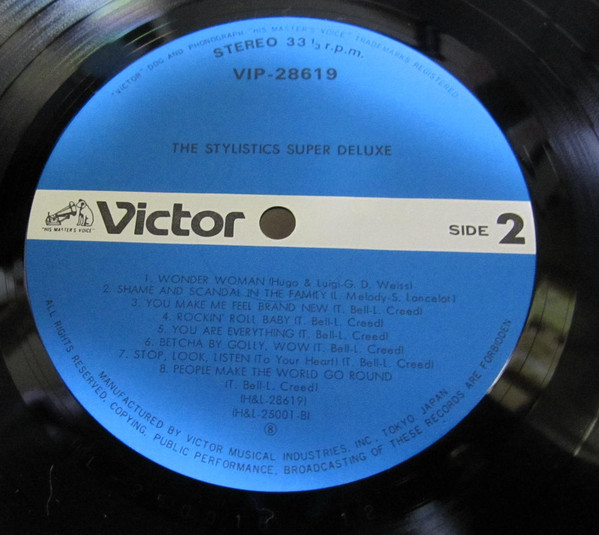 "VICTOR" DOG AND PHONOGRAPH "HIS MASTER'S VOICE" TRADEMARKS REGISTERED
STEREO 33 1/3 r.p.m.
VIP-28619
THE STYLISTICS SUPER DELUXE
"HIS MASTER'S VOICE"
Victor
SIDE 2
1. WONDER WOMAN (Hugo & Luigi-G. D. Weiss)
2. SHAME AND SCANDAL IN THE FAMILY (L. Melody-S. Lancelot)
3. YOU MAKE ME FEEL BRAND NEW (T. Bell-L. Creed)
4. ROCKIN' ROLL BABY (T. Bell-L. Creed)
5. YOU ARE EVERYTHING (T. Bell-L. Creed)
6. BETCHA BY GOLLY, WOW (T. Bell-L. Creed)
7. STOP, LOOK, LISTEN (To Your Heart) (T. Bell-L. Creed)
8. PEOPLE MAKE THE WORLD GO ROUND
(T. Bell-L. Creed)
(H&L-28619)
(H&L-25001-B)
Ⓡ
MANUFACTURED BY VICTOR MUSICAL INDUSTRIES, INC. TOKYO JAPAN
ALL RIGHTS RESERVED. COPYING, PUBLIC PERFORMANCE, BROADCASTING OF THESE RECORDS ARE FORBIDDEN